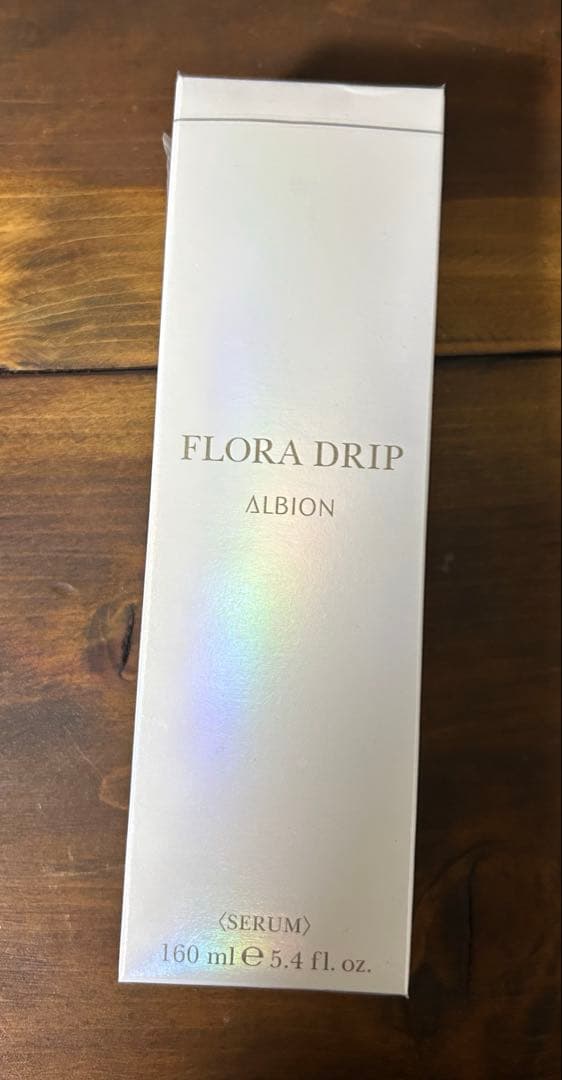 FLORA DRIP
ALBION
〈SERUM〉
160 ml ℮ 5.4 fl. oz.